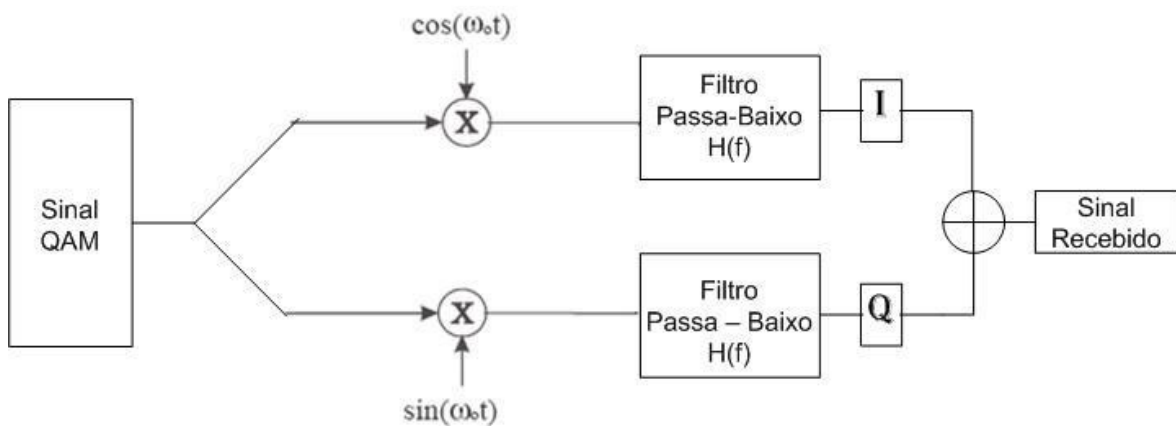 cos(ω₀t)
Sinal
QAM
X
Filtro
Passa-Baixo
H(f)
I
Sinal
Recebido
X
Filtro
Passa – Baixo
H(f)
Q
sin(ω₀t)